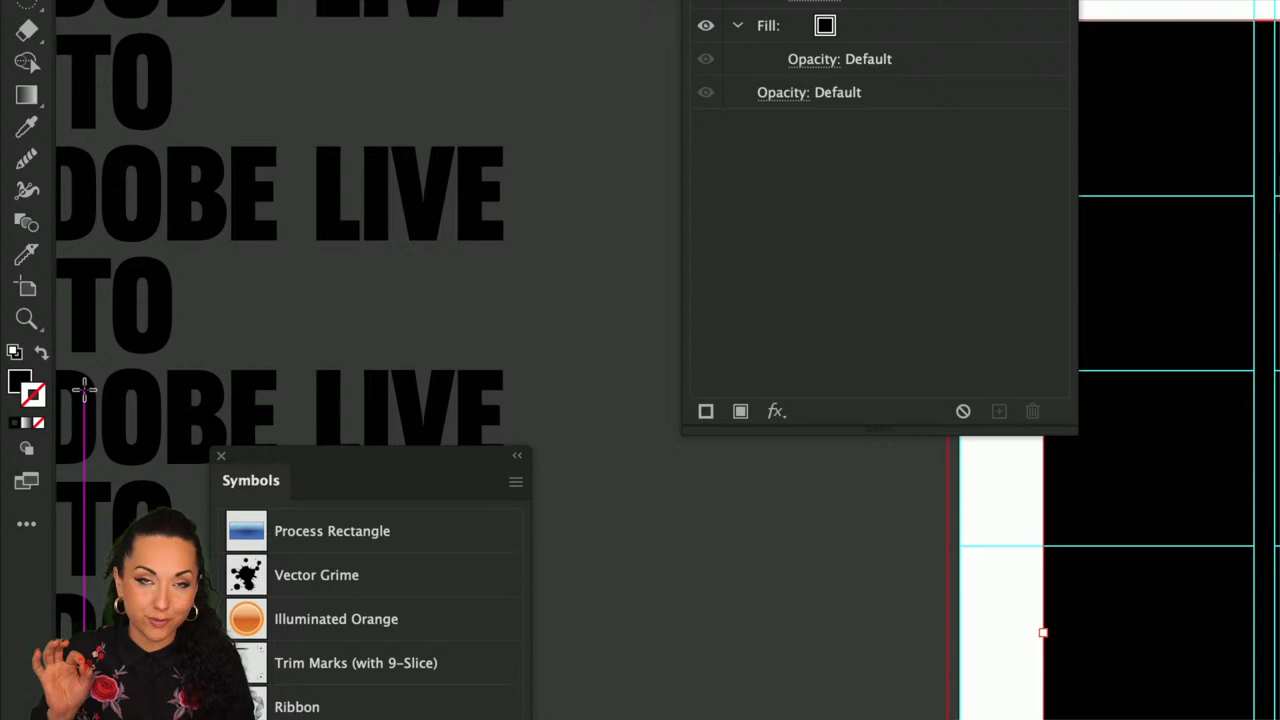 TO
DOBE LIVE
TO
DOBE LIVE
TO
Fill:
Opacity: Default
Opacity: Default
fx
Symbols
Process Rectangle
Vector Grime
Illuminated Orange
Trim Marks (with 9-Slice)
Ribbon